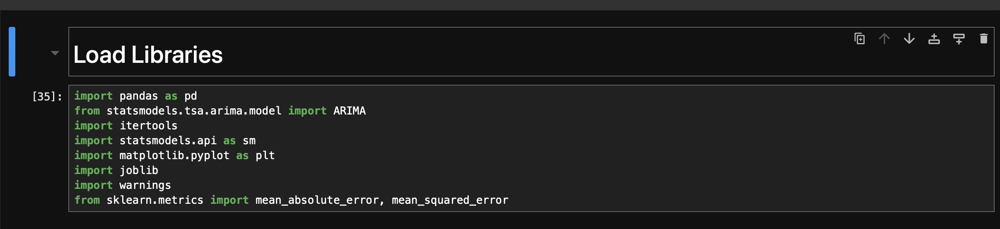 Load Libraries
[35]:
import pandas as pd
from statsmodels.tsa.arima.model import ARIMA
import itertools
import statsmodels.api as sm
import matplotlib.pyplot as plt
import joblib
import warnings
from sklearn.metrics import mean_absolute_error, mean_squared_error